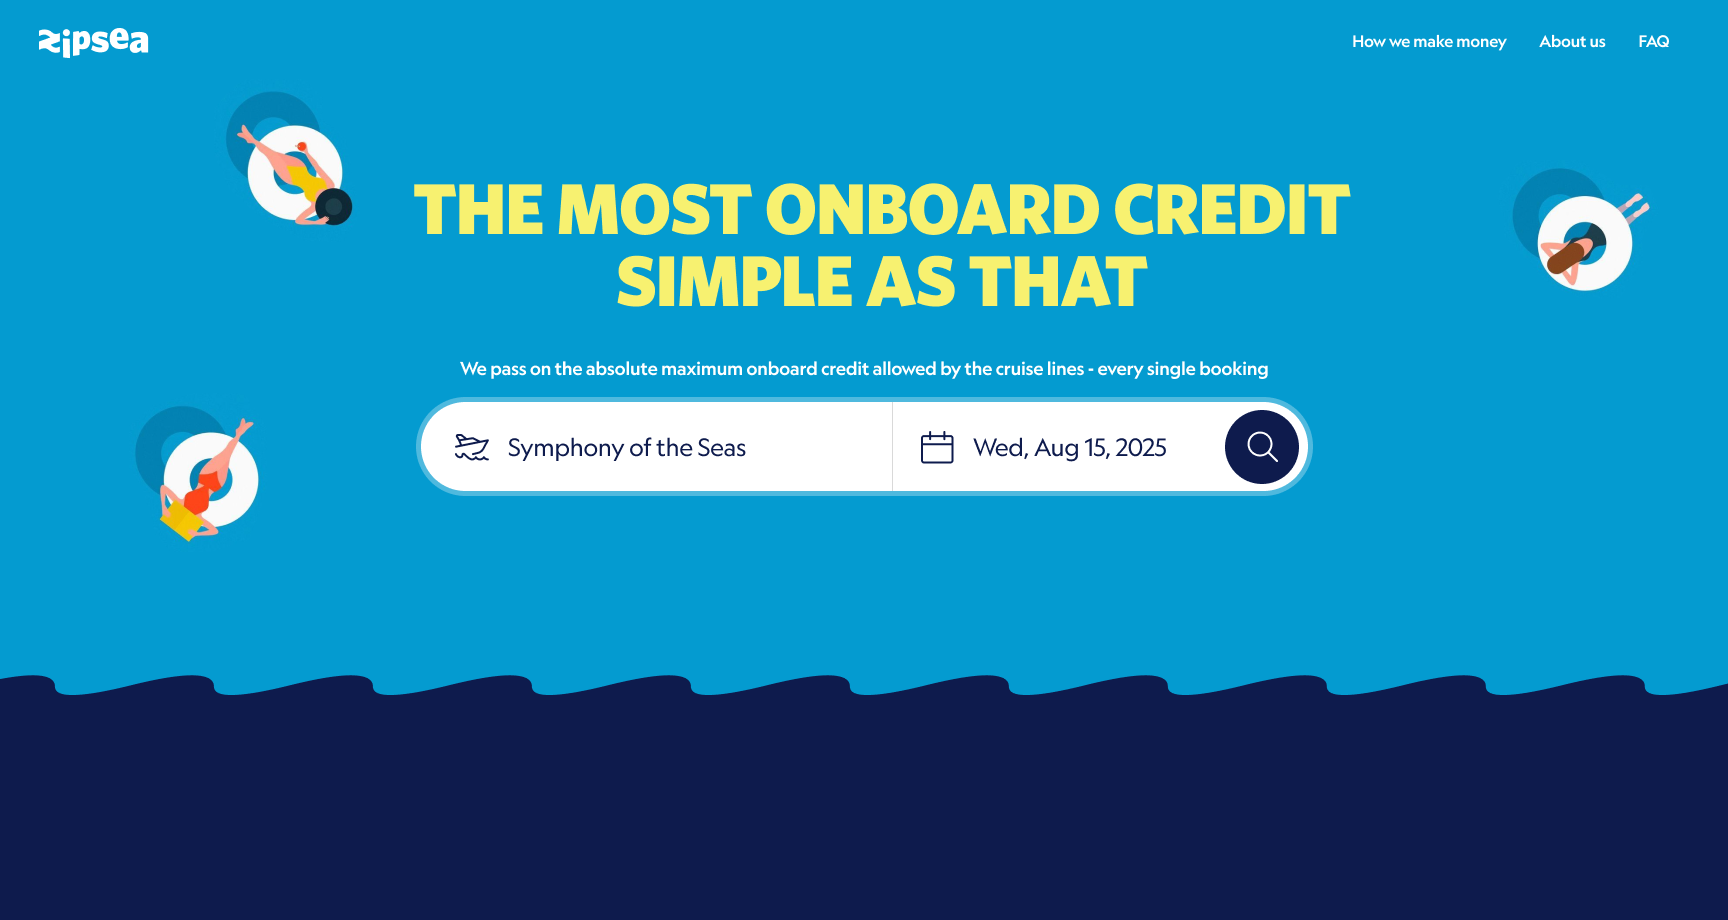 zipsea
How we make money
About us
FAQ
THE MOST ONBOARD CREDIT
SIMPLE AS THAT
We pass on the absolute maximum onboard credit allowed by the cruise lines - every single booking
Symphony of the Seas
Wed, Aug 15, 2025